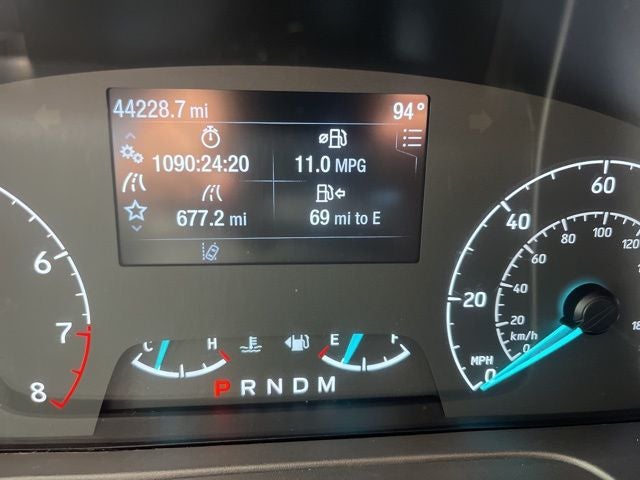 44228.7 mi 94°
1090:24:20 11.0 MPG
677.2 mi 69 mi to E
6
7
8
C H E F
P R N D M
0 20 40 60
MPH
0 20 40 60 80 100 120
km/h